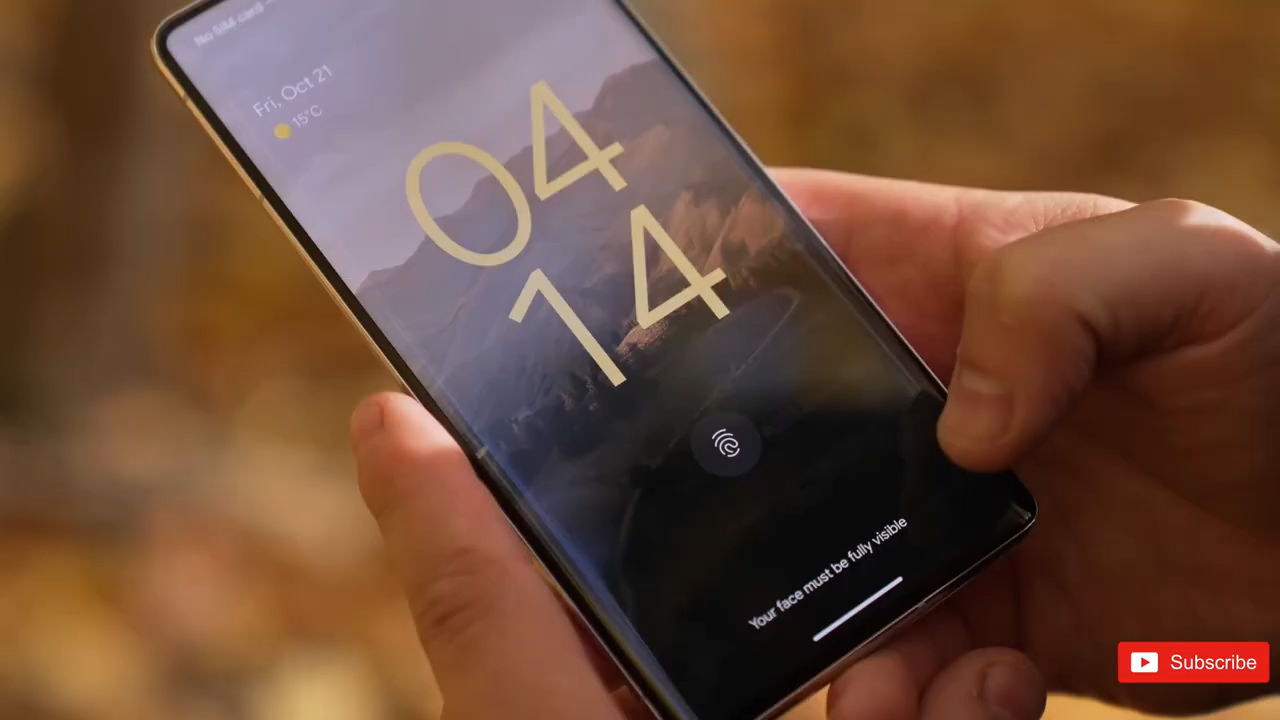 No SIM card
Fri, Oct 21
15°C
04
14
Your face must be fully visible
Subscribe